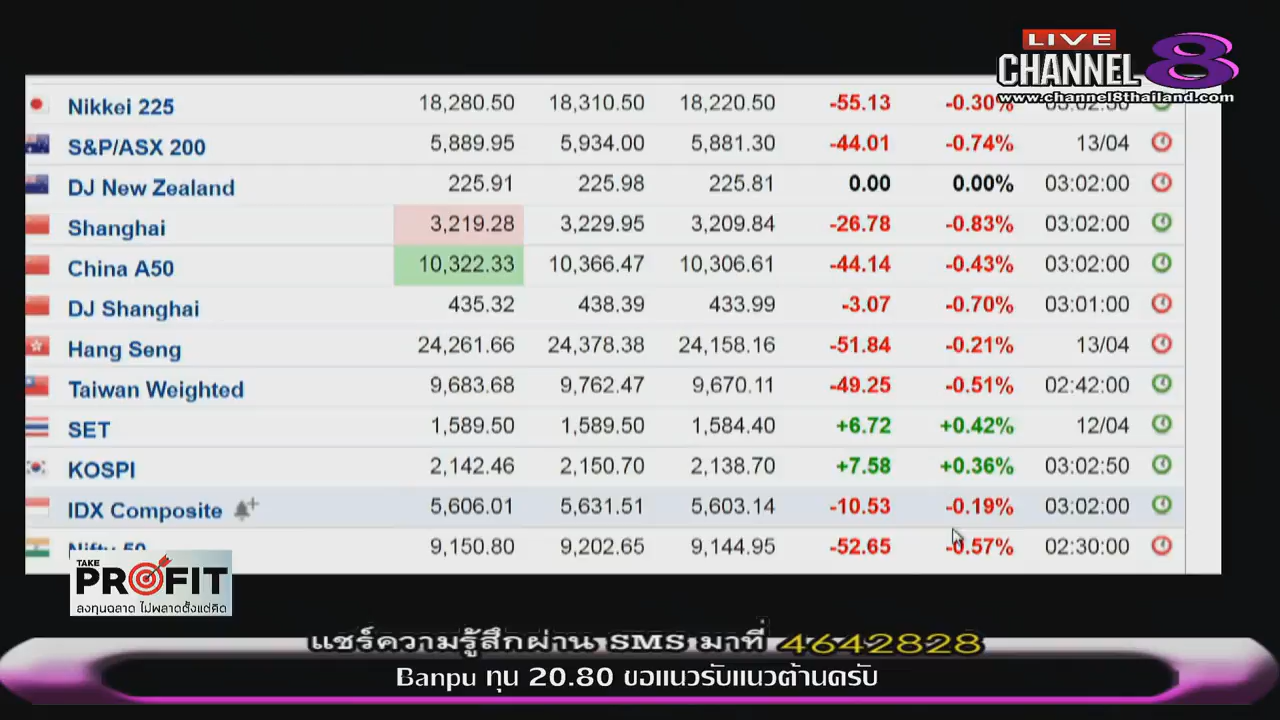 LIVE
CHANNEL 8
www.channel8thailand.com
Nikkei 225 18,280.50 18,310.50 18,220.50 -55.13 -0.30%
S&P/ASX 200 5,889.95 5,934.00 5,881.30 -44.01 -0.74% 13/04
DJ New Zealand 225.91 225.98 225.81 0.00 0.00% 03:02:00
Shanghai 3,219.28 3,229.95 3,209.84 -26.78 -0.83% 03:02:00
China A50 10,322.33 10,366.47 10,306.61 -44.14 -0.43% 03:02:00
DJ Shanghai 435.32 438.39 433.99 -3.07 -0.70% 03:01:00
Hang Seng 24,261.66 24,378.38 24,158.16 -51.84 -0.21% 13/04
Taiwan Weighted 9,683.68 9,762.47 9,670.11 -49.25 -0.51% 02:42:00
SET 1,589.50 1,589.50 1,584.40 +6.72 +0.42% 12/04
KOSPI 2,142.46 2,150.70 2,138.70 +7.58 +0.36% 03:02:50
IDX Composite 5,606.01 5,631.51 5,603.14 -10.53 -0.19% 03:02:00
Nifty 50 9,150.80 9,202.65 9,144.95 -52.65 -0.57% 02:30:00
TAKE
PROFIT
ลงทุนฉลาด ไม่พลาดตั้งแต่คิด
แชร์ความรู้สึกผ่าน SMS มาที่ 4642828
Banpu ทุน 20.80 ขอแนวรับแนวต้านครับ